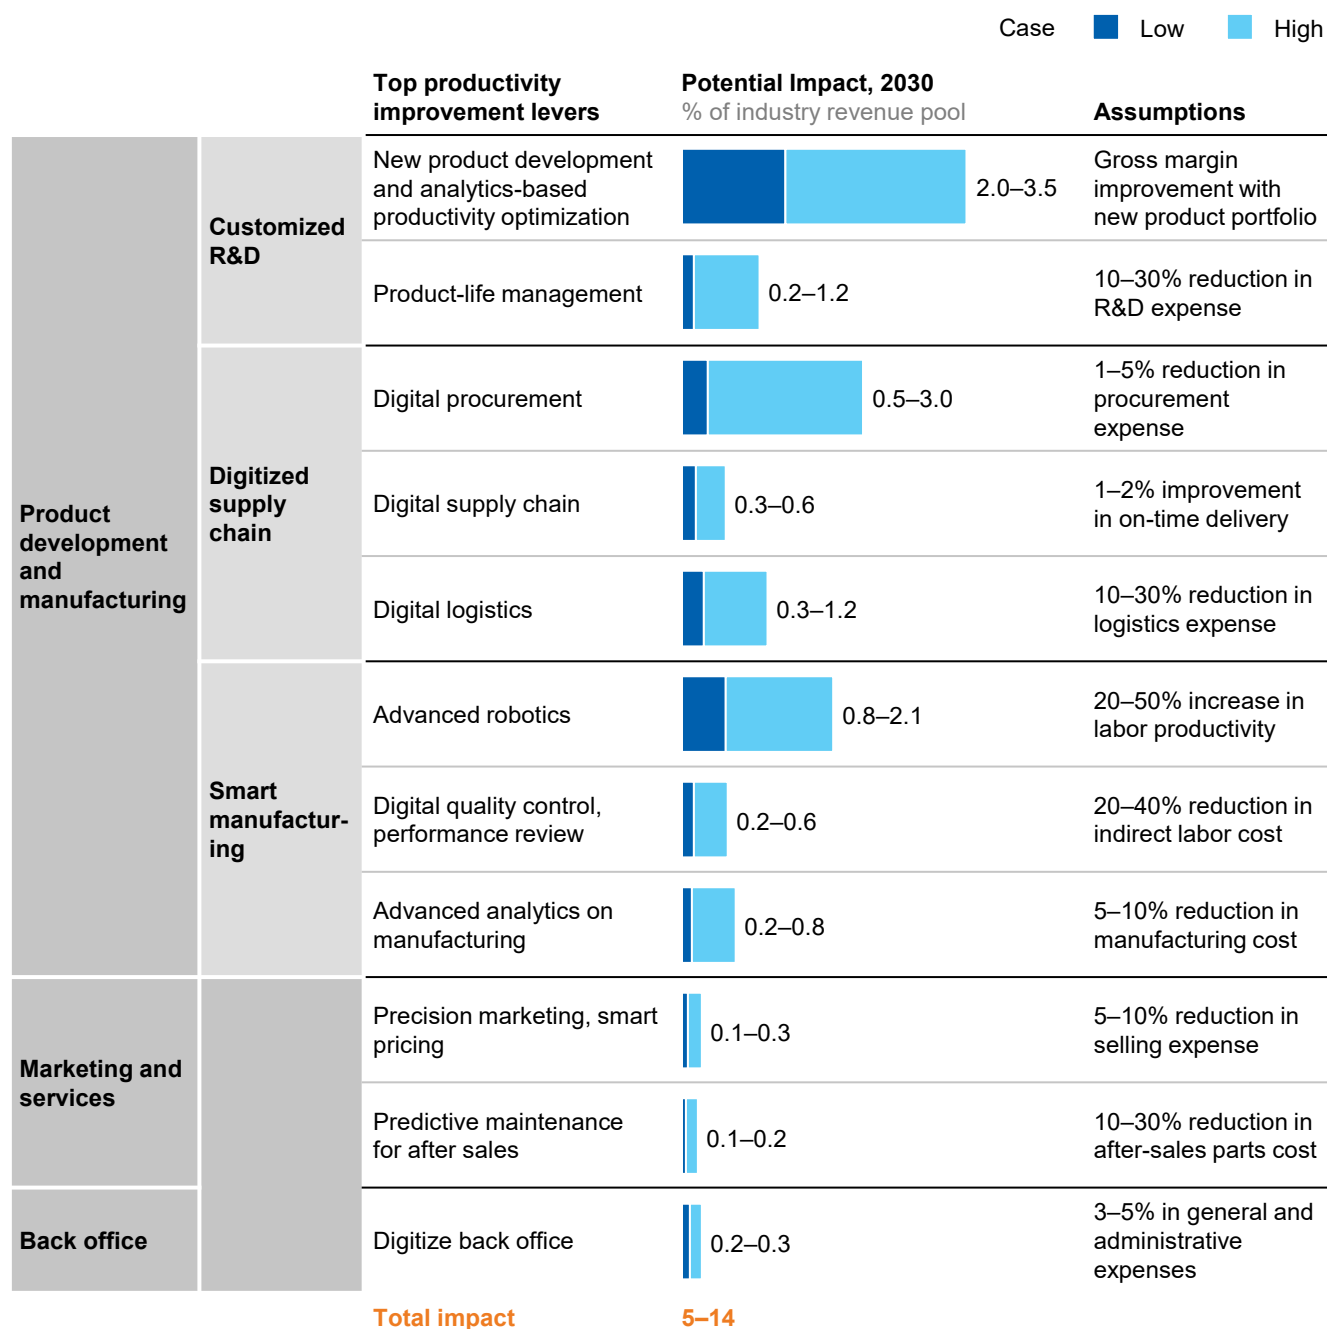 Case Low High
Top productivity
improvement levers
Potential Impact, 2030
% of industry revenue pool
Assumptions
Product
development
and
manufacturing
Customized
R&D
New product development
and analytics-based
productivity optimization
2.0–3.5
Gross margin
improvement with
new product portfolio
Product-life management
0.2–1.2
10–30% reduction in
R&D expense
Digitized
supply
chain
Digital procurement
0.5–3.0
1–5% reduction in
procurement
expense
Digital supply chain
0.3–0.6
1–2% improvement
in on-time delivery
Digital logistics
0.3–1.2
10–30% reduction in
logistics expense
Smart
manufactur-
ing
Advanced robotics
0.8–2.1
20–50% increase in
labor productivity
Digital quality control,
performance review
0.2–0.6
20–40% reduction in
indirect labor cost
Advanced analytics on
manufacturing
0.2–0.8
5–10% reduction in
manufacturing cost
Marketing and
services
Precision marketing, smart
pricing
0.1–0.3
5–10% reduction in
selling expense
Predictive maintenance
for after sales
0.1–0.2
10–30% reduction in
after-sales parts cost
Back office
Digitize back office
0.2–0.3
3–5% in general and
administrative
expenses
Total impact
5–14